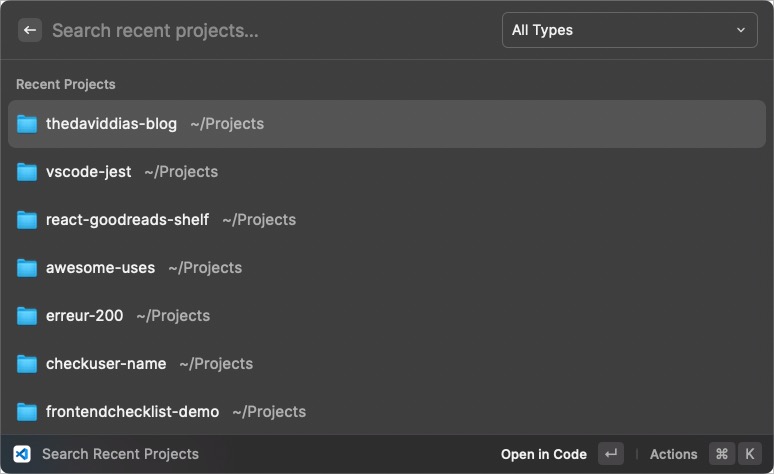 Search recent projects...
All Types
Recent Projects
thedaviddias-blog ~/Projects
vscode-jest ~/Projects
react-goodreads-shelf ~/Projects
awesome-uses ~/Projects
erreur-200 ~/Projects
checkuser-name ~/Projects
frontendchecklist-demo ~/Projects
Search Recent Projects Open in Code ↵ Actions ⌘ K